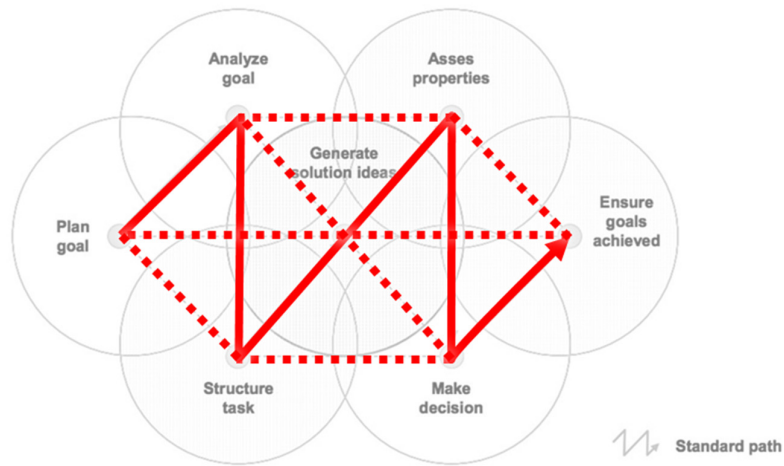 Analyze
goal
Asses
properties
Generate
solution ideas
Plan
goal
Ensure
goals
achieved
Structure
task
Make
decision
Standard path